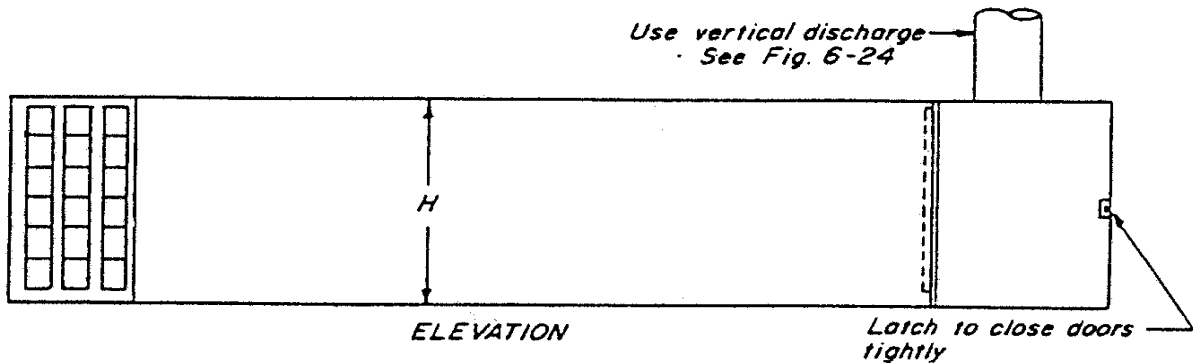 Use vertical discharge
See Fig. 6-24
H
ELEVATION
Latch to close doors
tightly